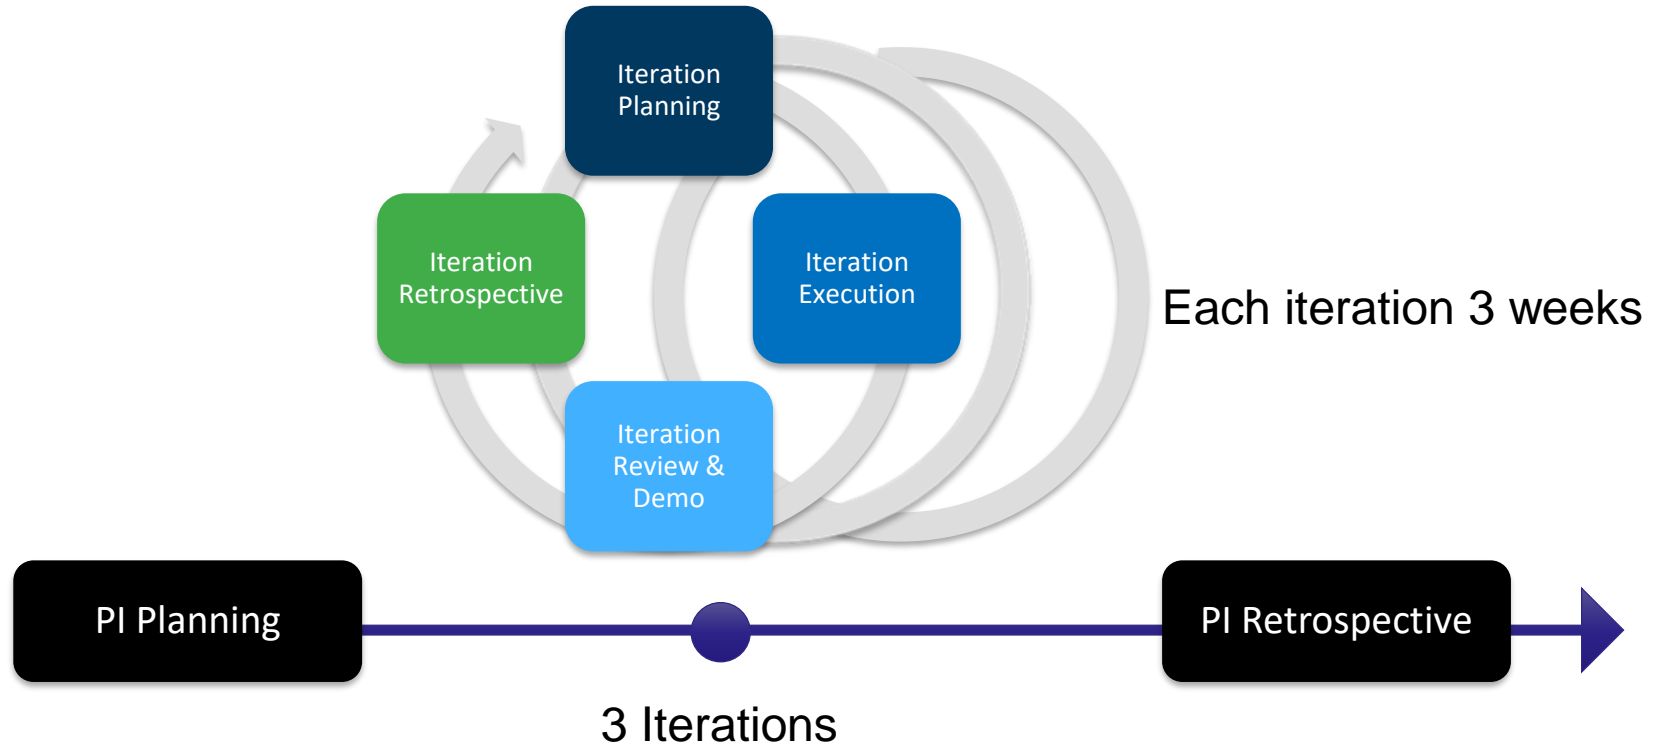 Iteration
Planning
Iteration
Retrospective
Iteration
Execution
Each iteration 3 weeks
Iteration
Review &
Demo
PI Planning
PI Retrospective
3 Iterations